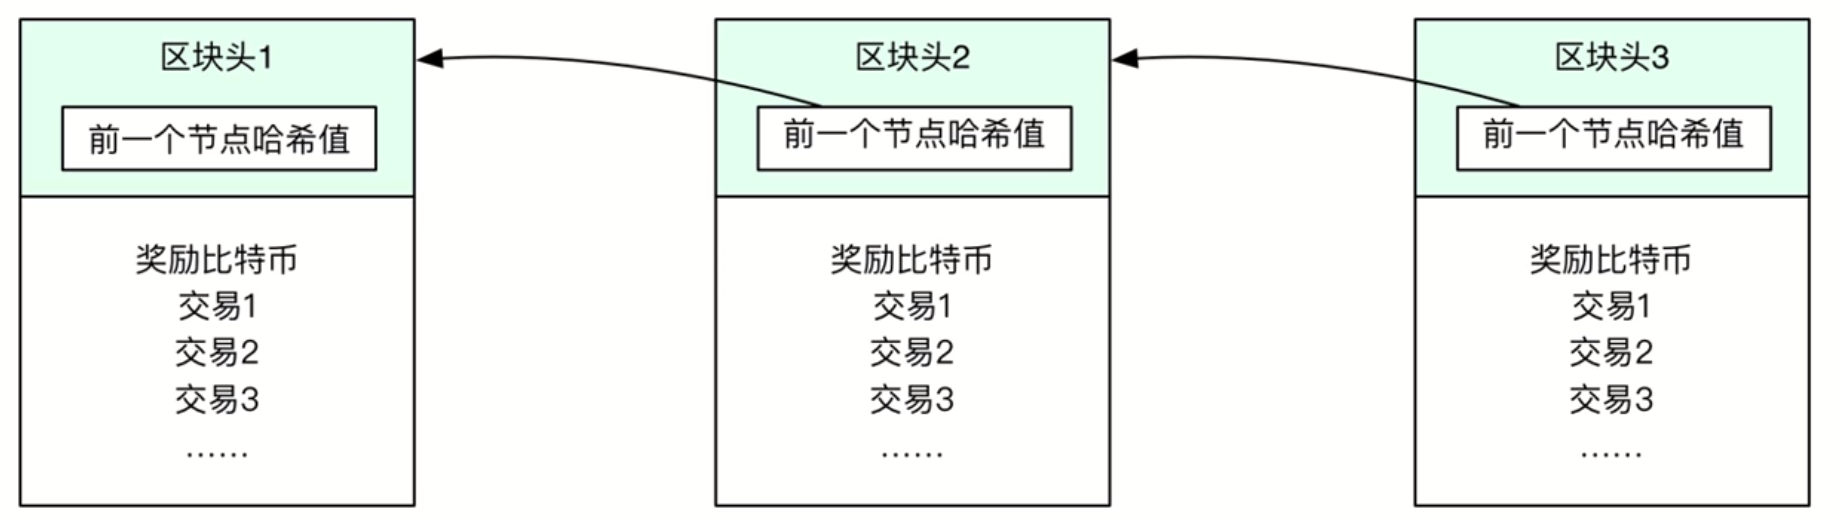 区块头1
前一个节点哈希值
奖励比特币
交易1
交易2
交易3
……
区块头2
前一个节点哈希值
奖励比特币
交易1
交易2
交易3
……
区块头3
前一个节点哈希值
奖励比特币
交易1
交易2
交易3
……